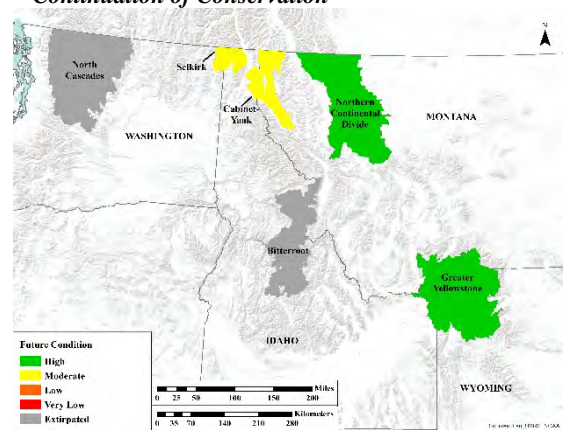 Continuation of Conservation
N
North
Cascades
Selkirk
Cabinet-
Yaak
Northern
Continental
Divide
MONTANA
WASHINGTON
Bitterroot
Greater
Yellowstone
IDAHO
WYOMING
Future Condition
High
Moderate
Low
Very Low
Extirpated
Miles
0 25 50 100 150 200
Kilometers
0 35 70 140 210 280